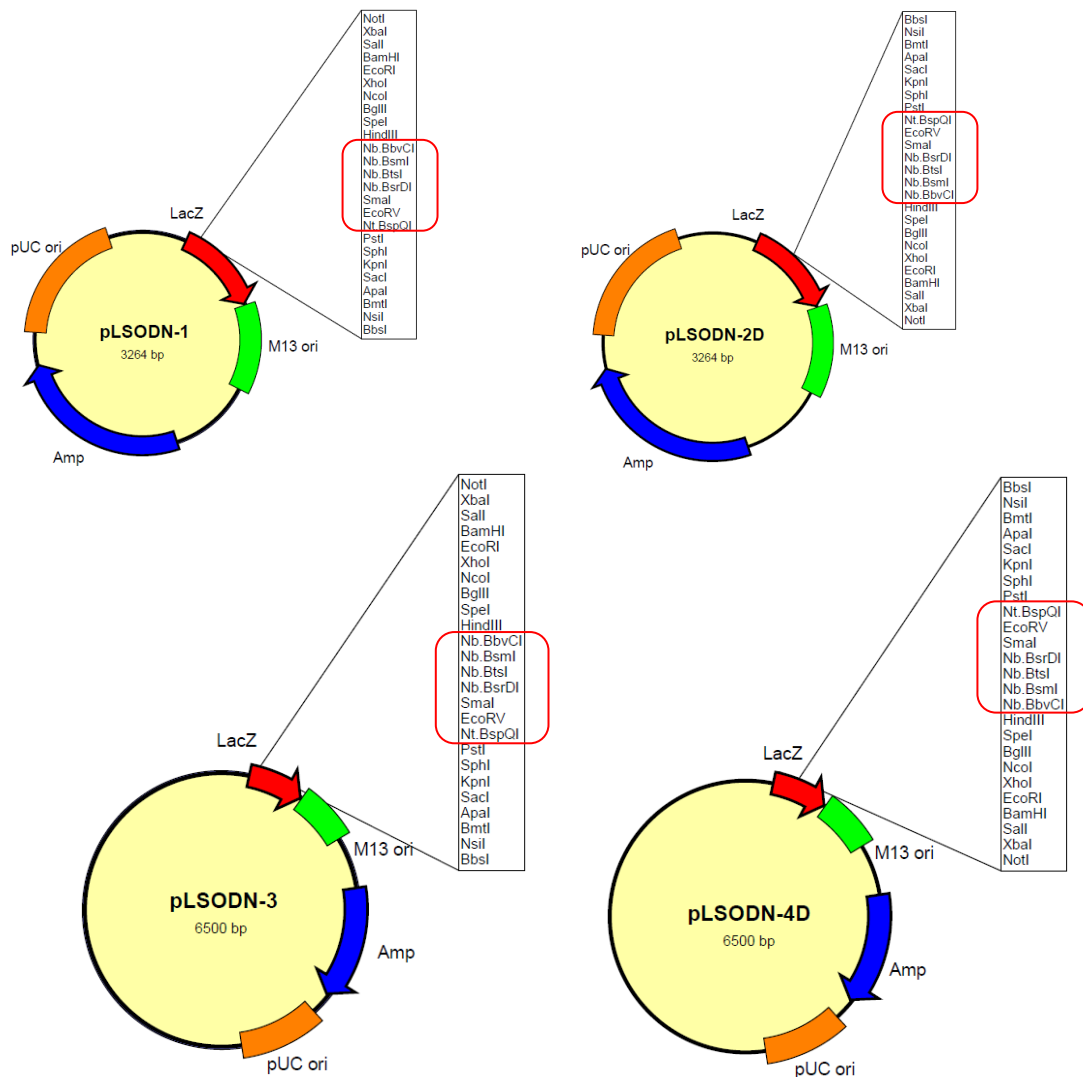 NotI
XbaI
SalI
BamHI
EcoRI
XhoI
NcoI
BglII
SpeI
HindIII
Nb.BbvCI
Nb.BsmI
Nb.BtsI
Nb.BsrDI
SmaI
EcoRV
Nt.BspQI
PstI
SphI
KpnI
SacI
ApaI
BmtI
NsiI
BbsI
LacZ
pUC ori
pLSODN-1
3264 bp
M13 ori
Amp
BbsI
NsiI
BmtI
ApaI
SacI
KpnI
SphI
PstI
Nt.BspQI
EcoRV
SmaI
Nb.BsrDI
Nb.BtsI
Nb.BsmI
Nb.BbvCI
HindIII
SpeI
BglII
NcoI
XhoI
EcoRI
BamHI
SalI
XbaI
NotI
LacZ
pUC ori
pLSODN-2D
3264 bp
M13 ori
Amp
NotI
XbaI
SalI
BamHI
EcoRI
XhoI
NcoI
BglII
SpeI
HindIII
Nb.BbvCI
Nb.BsmI
Nb.BtsI
Nb.BsrDI
SmaI
EcoRV
Nt.BspQI
PstI
SphI
KpnI
SacI
ApaI
BmtI
NsiI
BbsI
LacZ
M13 ori
pLSODN-3
6500 bp
Amp
pUC ori
BbsI
NsiI
BmtI
ApaI
SacI
KpnI
SphI
PstI
Nt.BspQI
EcoRV
SmaI
Nb.BsrDI
Nb.BtsI
Nb.BsmI
Nb.BbvCI
HindIII
SpeI
BglII
NcoI
XhoI
EcoRI
BamHI
SalI
XbaI
NotI
LacZ
M13 ori
pLSODN-4D
6500 bp
Amp
pUC ori